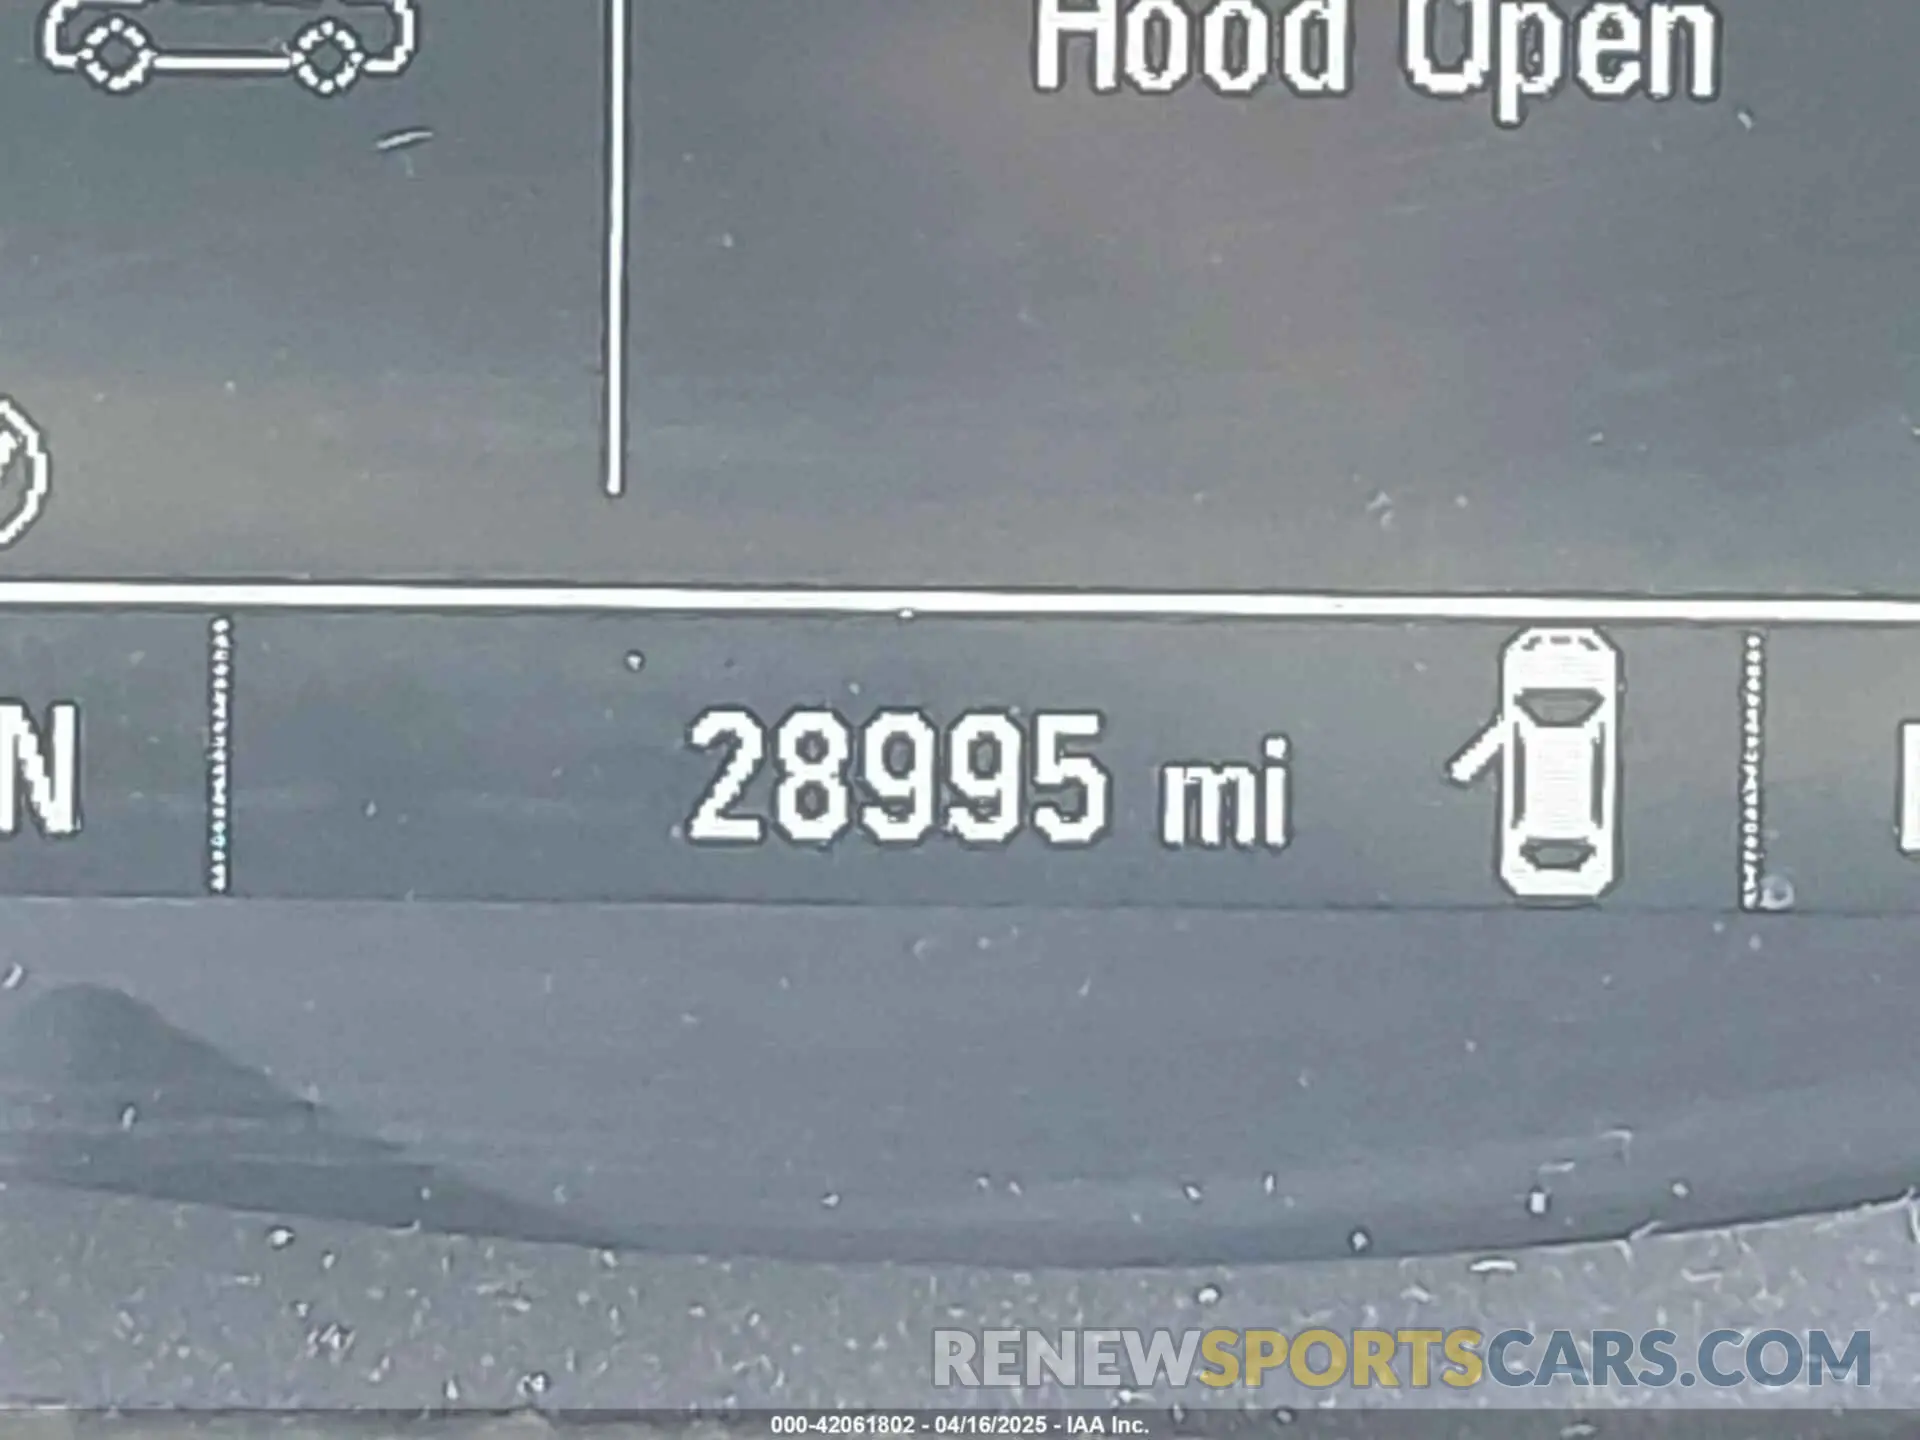 Hood Open
N
28995 mi
RENEWSPORTSCARS.COM
000-42061802 - 04/16/2025 - IAA Inc.